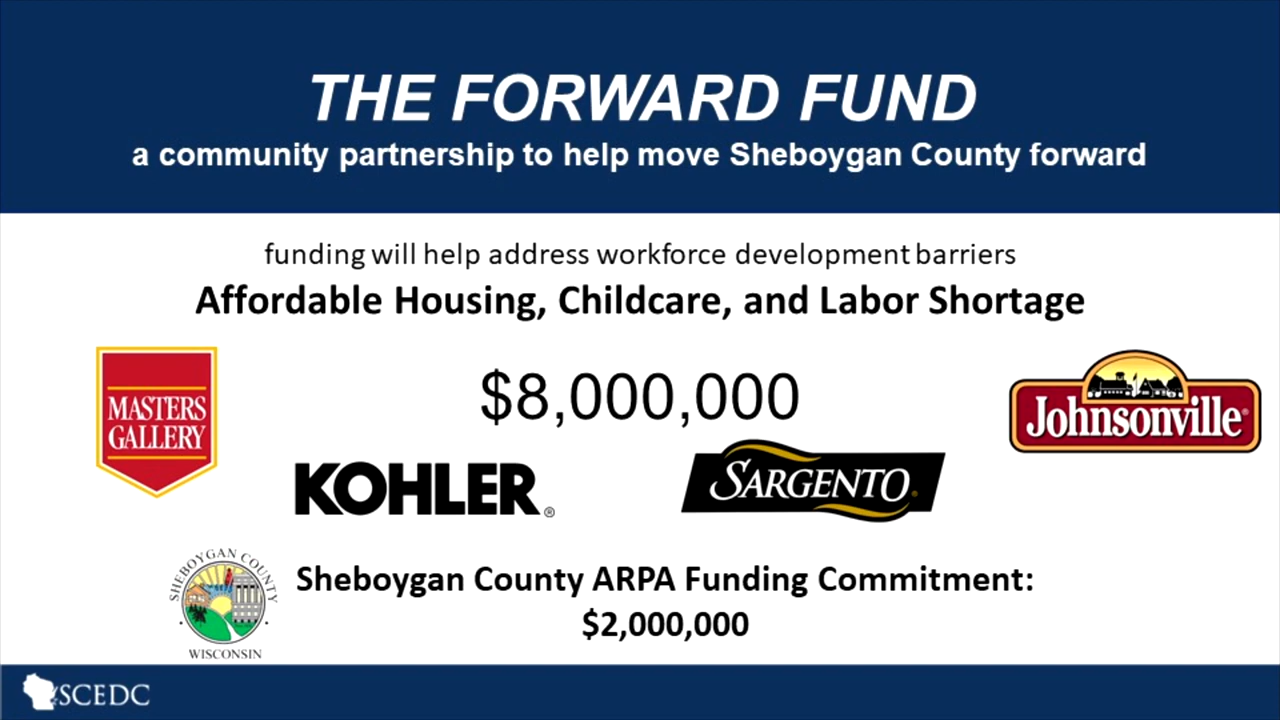 THE FORWARD FUND
a community partnership to help move Sheboygan County forward
funding will help address workforce development barriers
Affordable Housing, Childcare, and Labor Shortage
MASTERS
GALLERY
$8,000,000
Johnsonville®
KOHLER®
SARGENTO®
SHEBOYGAN COUNTY
WISCONSIN
Sheboygan County ARPA Funding Commitment:
$2,000,000
SCEDC